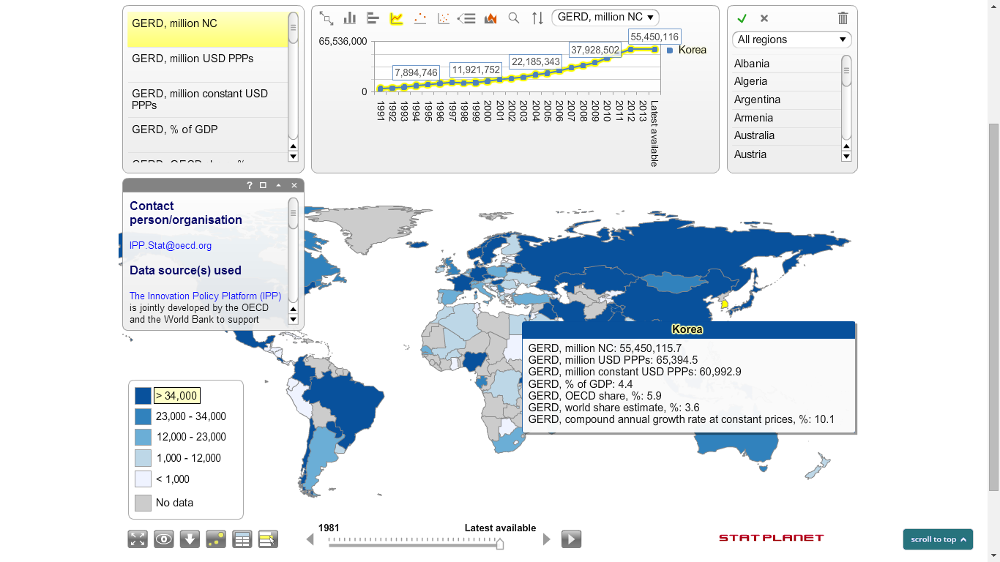 GERD, million NC
GERD, million USD PPPs
GERD, million constant USD
PPPs
GERD, % of GDP
GERD, million NC
65,536,000
0
7,894,746
11,921,752
22,185,343
37,928,502
55,450,116
Korea
1991
1992
1993
1994
1995
1996
1997
1998
1999
2000
2001
2002
2003
2004
2005
2006
2007
2008
2009
2010
2011
2012
2013
Latest available
All regions
Albania
Algeria
Argentina
Armenia
Australia
Austria
?
Contact
person/organisation
IPP.Stat@oecd.org
Data source(s) used
The Innovation Policy Platform (IPP)
is jointly developed by the OECD
and the World Bank to support
Korea
GERD, million NC: 55,450,115.7
GERD, million USD PPPs: 65,394.5
GERD, million constant USD PPPs: 60,992.9
GERD, % of GDP: 4.4
GERD, OECD share, %: 5.9
GERD, world share estimate, %: 3.6
GERD, compound annual growth rate at constant prices, %: 10.1
> 34,000
23,000 - 34,000
12,000 - 23,000
1,000 - 12,000
< 1,000
No data
1981
Latest available
STATPLANET
scroll to top